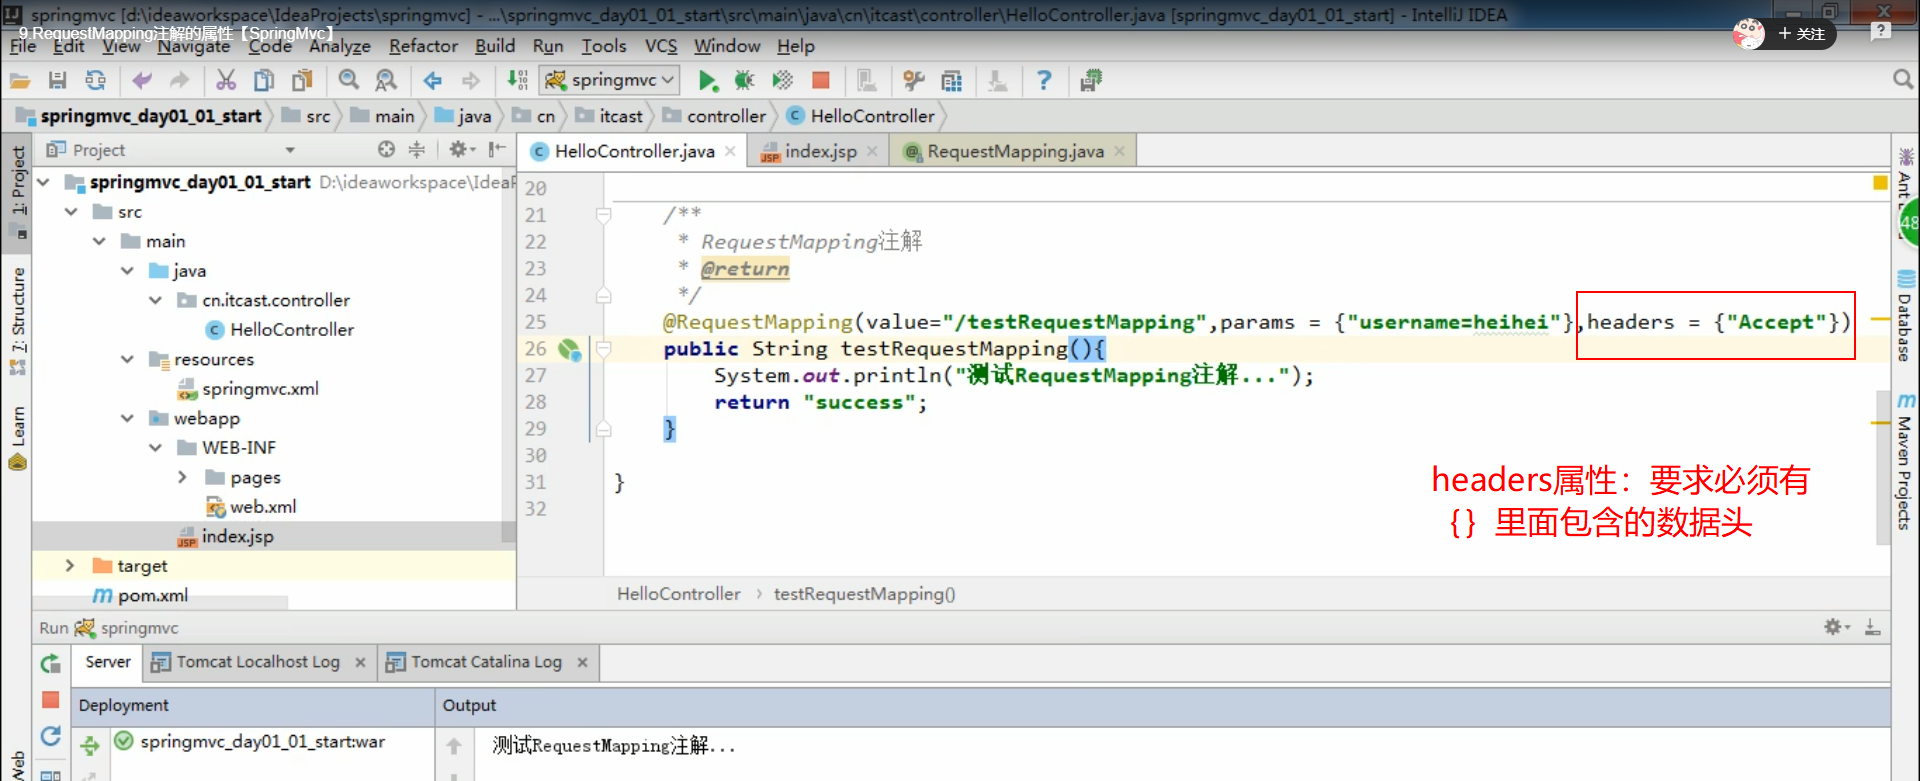 springmvc [d:\ideaworkspace\IdeaProjects\springmvc] - ...\springmvc_day01_01_start\src\main\java\cn\itcast\controller\HelloController.java [springmvc_day01_01_start] - IntelliJ IDEA
9.RequestMapping注解的属性【SpringMvc】
+ 关注
File Edit View Navigate Code Analyze Refactor Build Run Tools VCS Window Help
springmvc
springmvc_day01_01_start src main java cn itcast controller HelloController
Project
HelloController.java index.jsp RequestMapping.java
1: Project
7: Structure
Learn
Web
springmvc_day01_01_start D:\ideaworkspace\IdeaP
src
main
java
cn.itcast.controller
HelloController
resources
springmvc.xml
webapp
WEB-INF
pages
web.xml
index.jsp
target
pom.xml
20
21 /**
22 * RequestMapping注解
23 * @return
24 */
25 @RequestMapping(value="/testRequestMapping",params = {"username=heihei"},headers = {"Accept"})
26 public String testRequestMapping(){
27 System.out.println("测试RequestMapping注解...");
28 return "success";
29 }
30
31 }
32
headers属性：要求必须有
{} 里面包含的数据头
HelloController › testRequestMapping()
Ant
48
Database
Maven Projects
Run springmvc
Server Tomcat Localhost Log Tomcat Catalina Log
Deployment Output
springmvc_day01_01_start:war
测试RequestMapping注解...